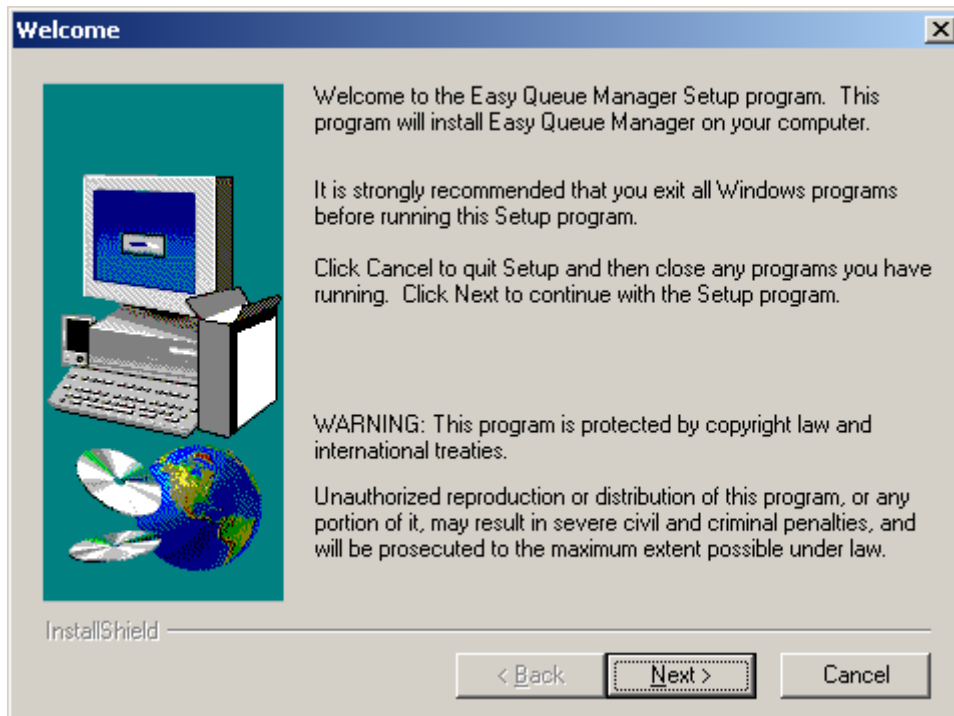 Welcome
Welcome to the Easy Queue Manager Setup program.  This
program will install Easy Queue Manager on your computer.
It is strongly recommended that you exit all Windows programs
before running this Setup program.
Click Cancel to quit Setup and then close any programs you have
running.  Click Next to continue with the Setup program.
WARNING: This program is protected by copyright law and
international treaties.
Unauthorized reproduction or distribution of this program, or any
portion of it, may result in severe civil and criminal penalties, and
will be prosecuted to the maximum extent possible under law.
InstallShield
< Back
Next >
Cancel